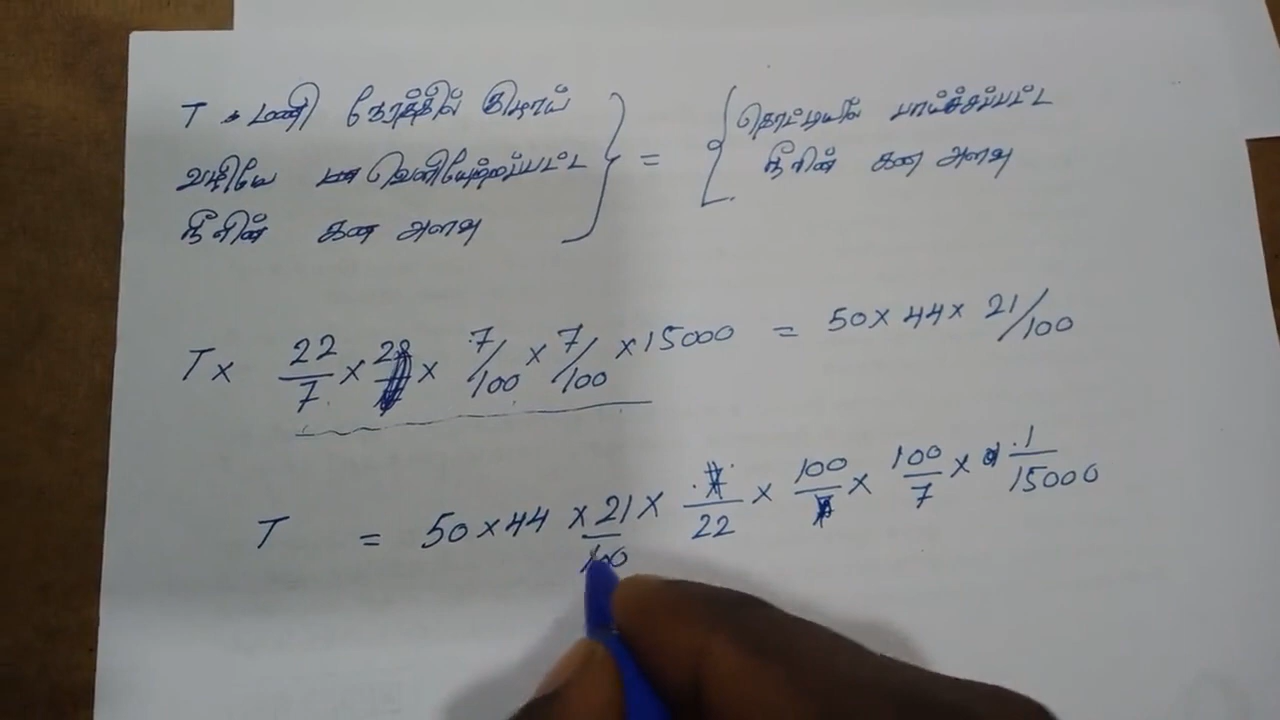 T மணி நேரத்தில் குழாய்
வழியே வெளியேற்றப்பட்ட
நீரின் கன அளவு
} = {
தொட்டியில் பாய்ச்சப்பட்ட
நீரின் கன அளவு
T × 22/7 × × 7/100 × 7/100 × 15000 = 50 × 44 × 21/100
T = 50 × 44 × 21/100 × 7/22 × 100/7 × 100/7 × 1/15000